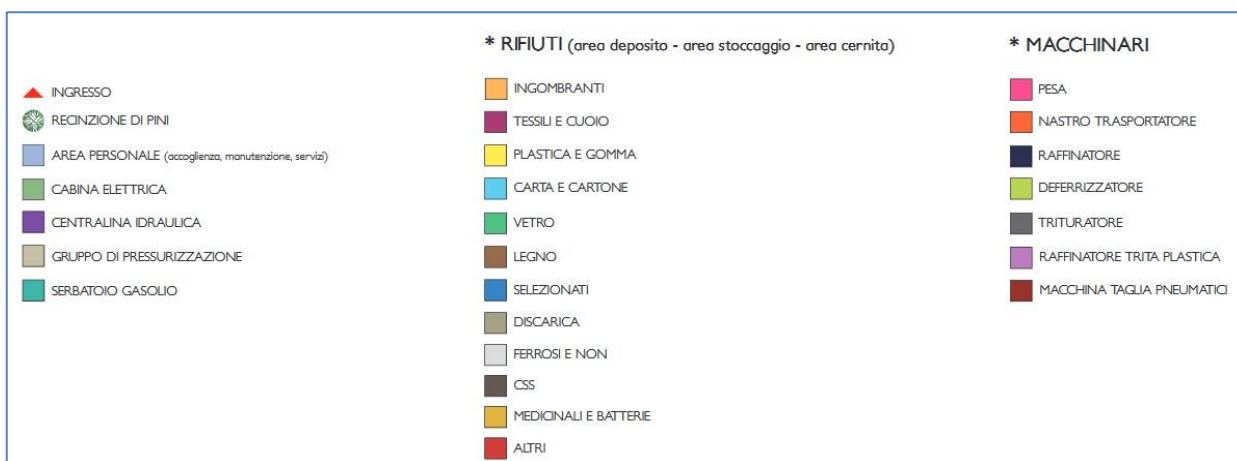 INGRESSO
RECINZIONE DI PINI
AREA PERSONALE (accoglienza, manutenzione, servizi)
CABINA ELETTRICA
CENTRALINA IDRAULICA
GRUPPO DI PRESSURIZZAZIONE
SERBATOIO GASOLIO
* RIFIUTI (area deposito - area stoccaggio - area cernita)
INGOMBRANTI
TESSILI E CUOIO
PLASTICA E GOMMA
CARTA E CARTONE
VETRO
LEGNO
SELEZIONATI
DISCARICA
FERROSI E NON
CSS
MEDICINALI E BATTERIE
ALTRI
* MACCHINARI
PESA
NASTRO TRASPORTATORE
RAFFINATORE
DEFERRIZZATORE
TRITURATORE
RAFFINATORE TRITA PLASTICA
MACCHINA TAGLIA PNEUMATICI